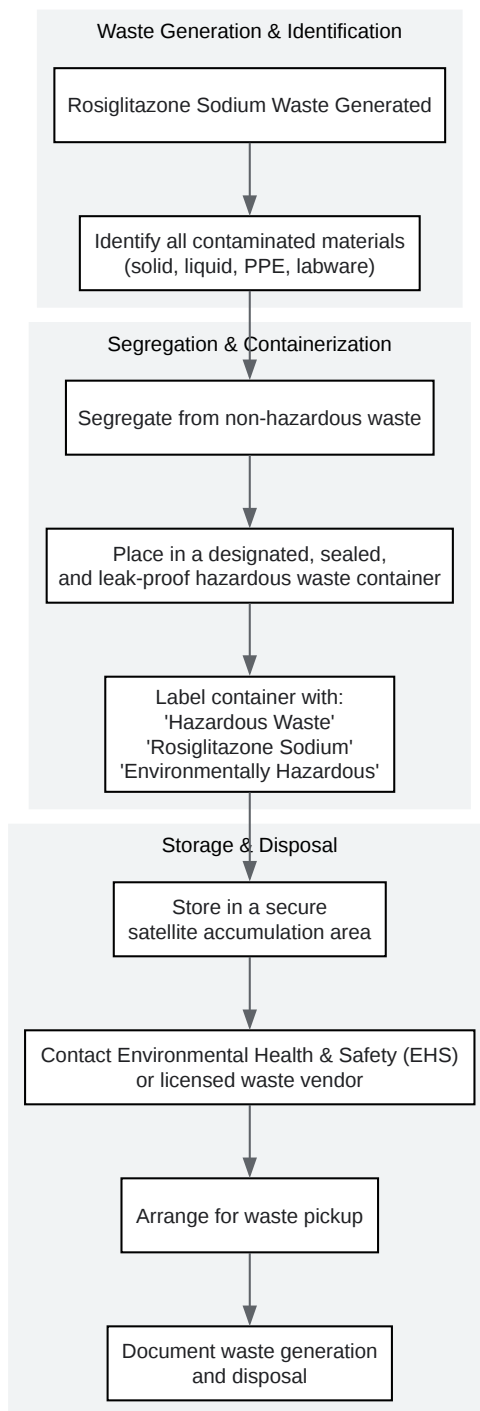 Waste Generation & Identification
Rosiglitazone Sodium Waste Generated
Identify all contaminated materials
(solid, liquid, PPE, labware)
Segregation & Containerization
Segregate from non-hazardous waste
Place in a designated, sealed,
and leak-proof hazardous waste container
Label container with:
'Hazardous Waste'
'Rosiglitazone Sodium'
'Environmentally Hazardous'
Storage & Disposal
Store in a secure
satellite accumulation area
Contact Environmental Health & Safety (EHS)
or licensed waste vendor
Arrange for waste pickup
Document waste generation
and disposal